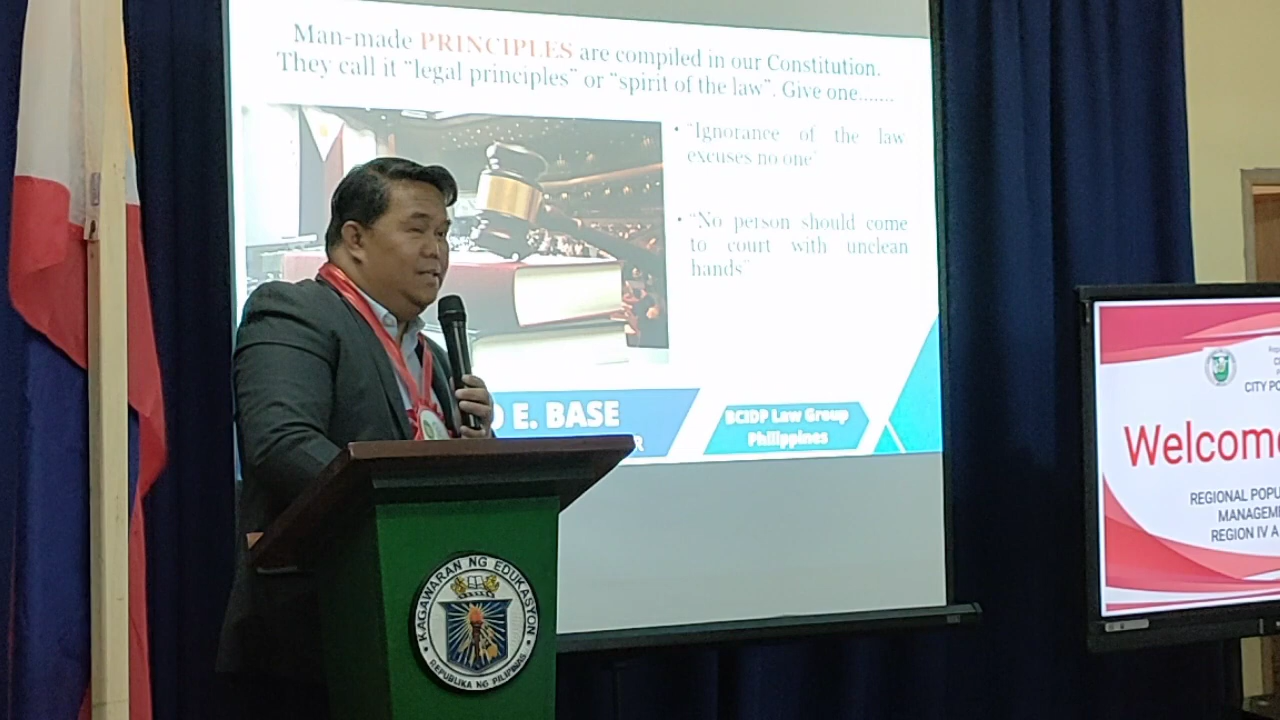 Man-made PRINCIPLES are compiled in our Constitution.
They call it "legal principles" or "spirit of the law". Give one.......
• "Ignorance of the law
excuses no one"
• "No person should come
to court with unclean
hands"
E. BASE
BCIDP Law Group
Philippines
KAGAWARAN NG EDUKASYON
REPUBLIKA NG PILIPINAS
CITY PO
Welcome
REGIONAL POPU
MANAGEME
REGION IV A